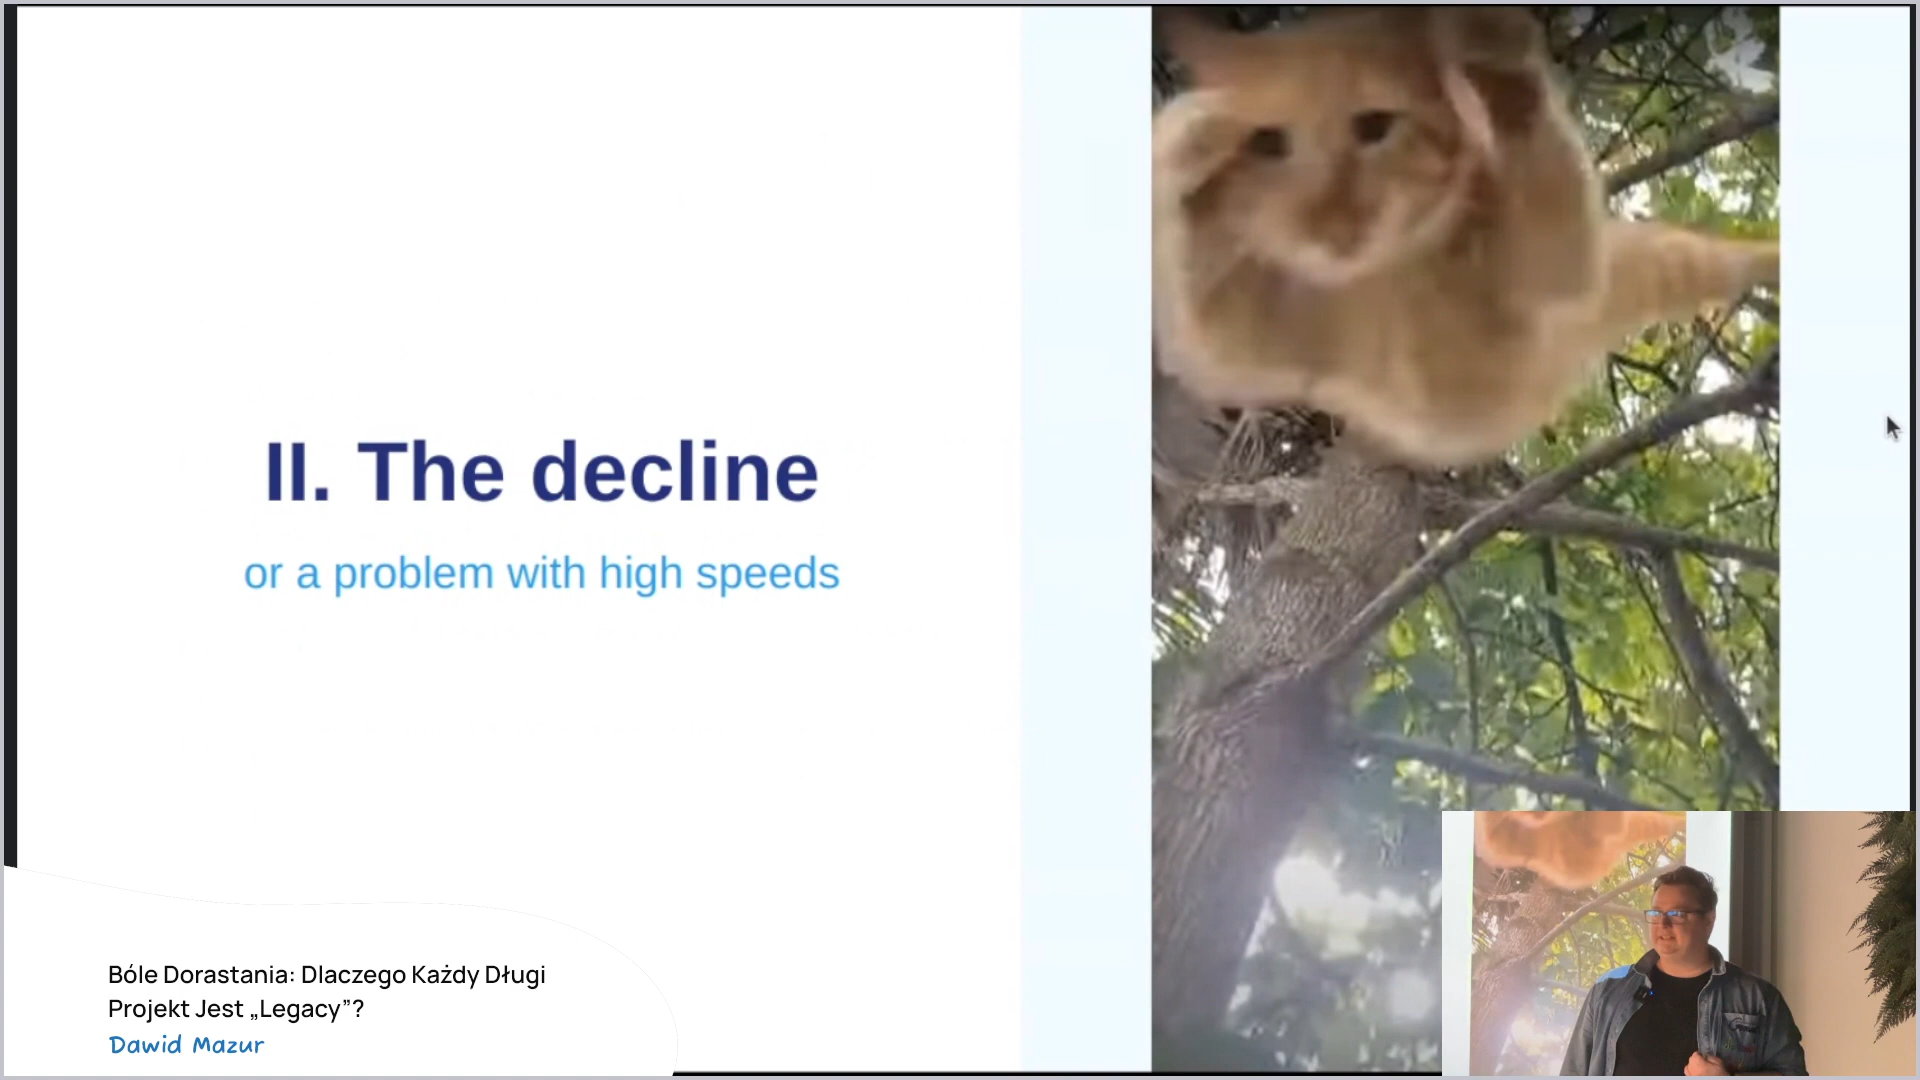 II. The decline
or a problem with high speeds
Bóle Dorastania: Dlaczego Każdy Długi
Projekt Jest „Legacy”?
Dawid Mazur